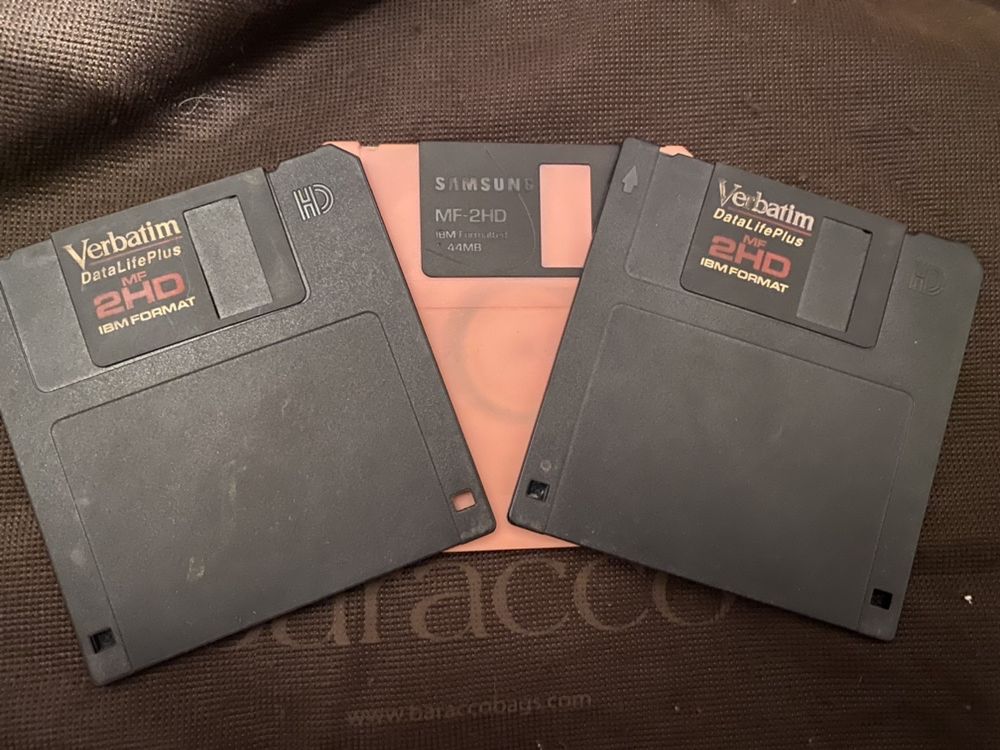 Verbatim
DataLifePlus
MF
2HD
IBM FORMAT
HD
SAMSUNG
MF-2HD
IBM Formatted
44MB
Verbatim
DataLifePlus
MF
2HD
IBM FORMAT
HD
baracco
www.baraccobags.com